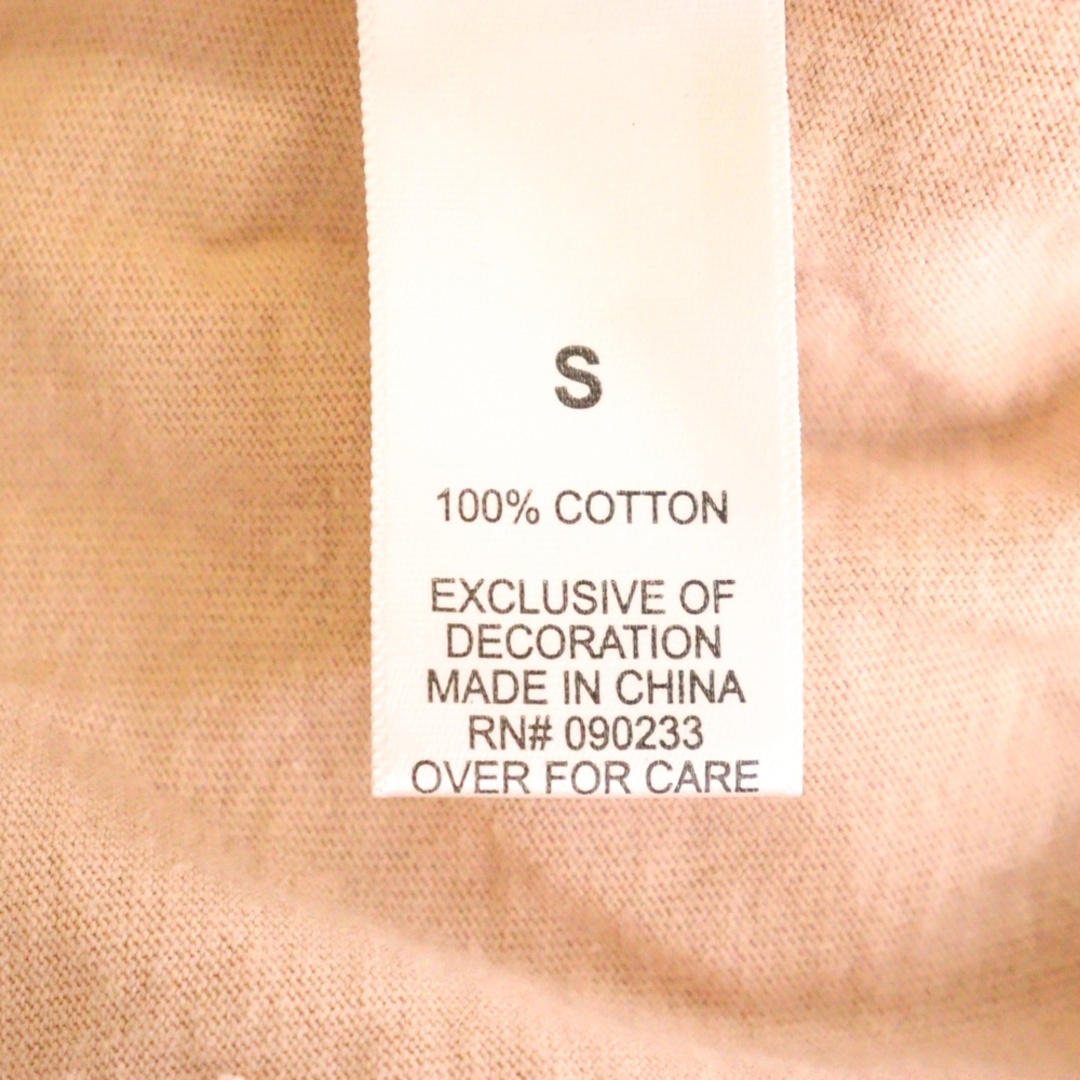 S
100% COTTON
EXCLUSIVE OF
DECORATION
MADE IN CHINA
RN# 090233
OVER FOR CARE